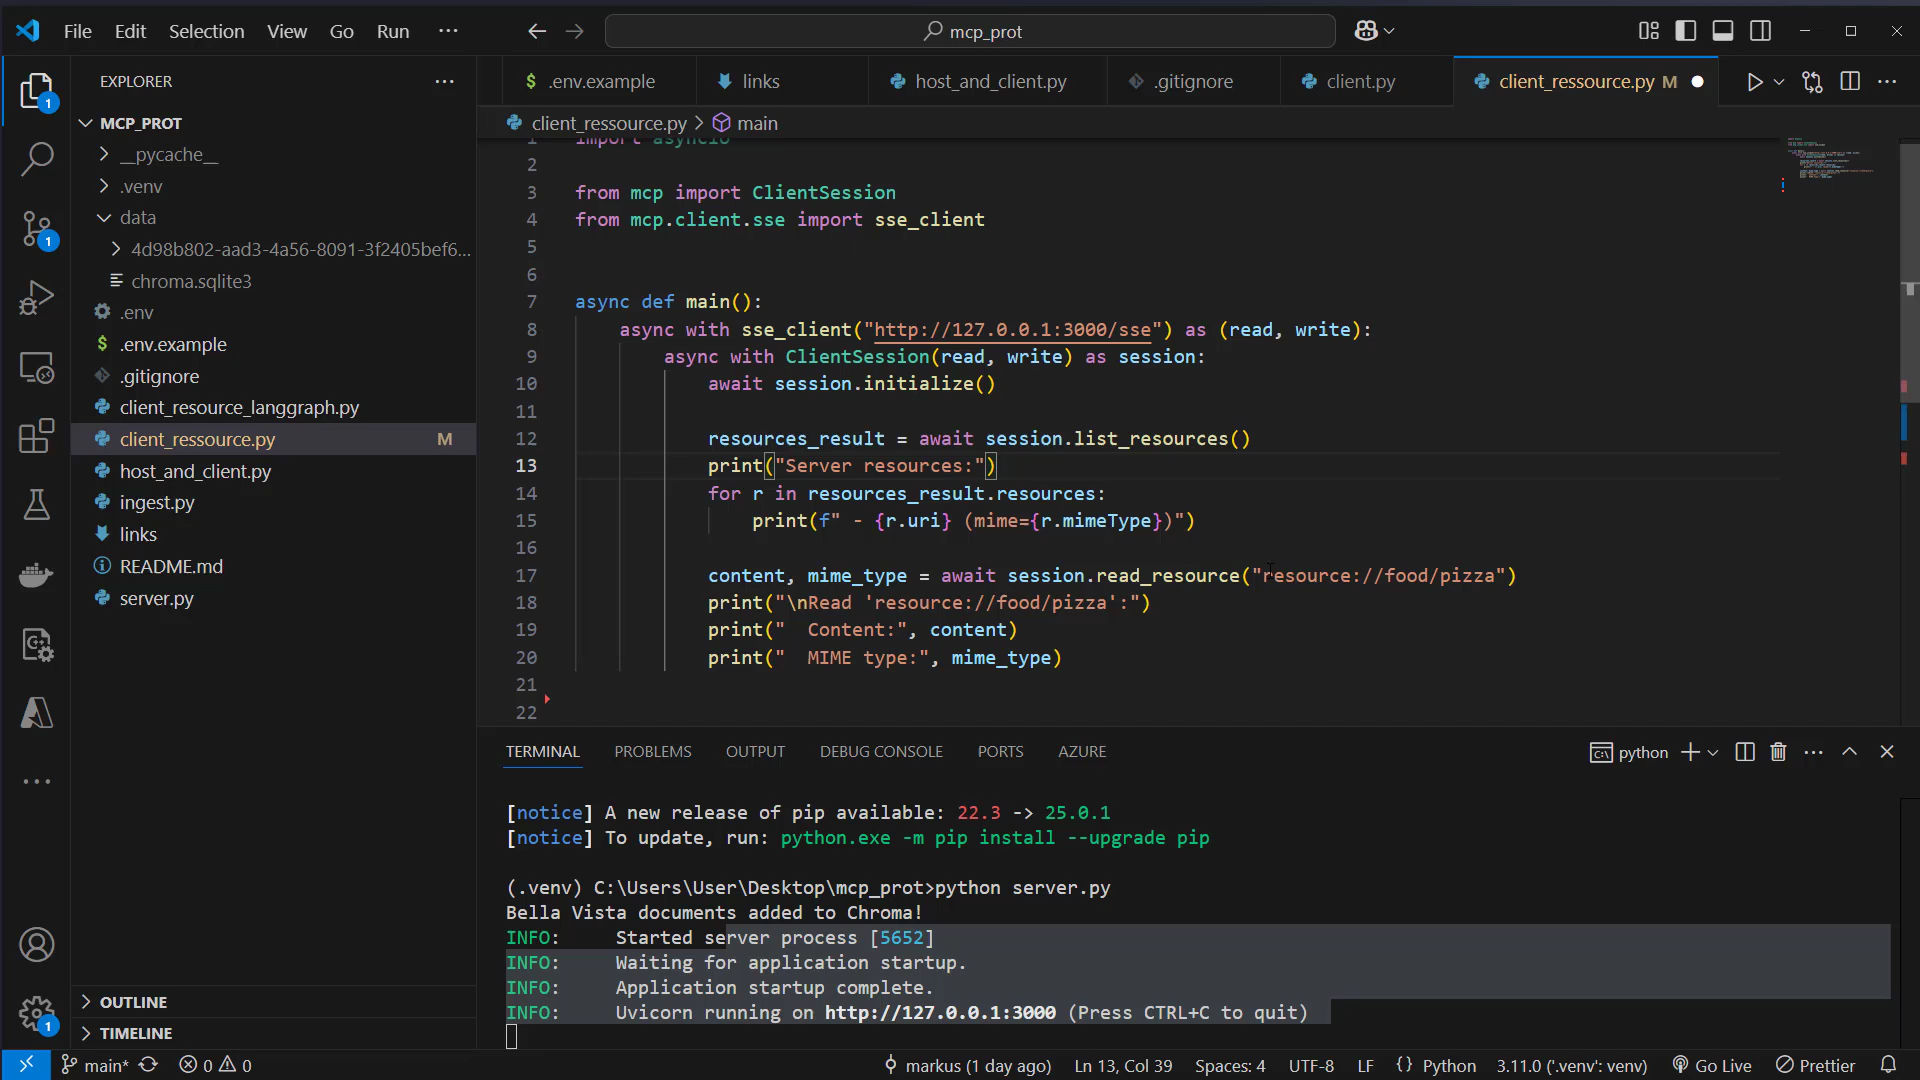 File Edit Selection View Go Run ···
mcp_prot
EXPLORER
.env.example
links
host_and_client.py
.gitignore
client.py
client_ressource.py M
client_ressource.py > main
MCP_PROT
__pycache__
.venv
data
4d98b802-aad3-4a56-8091-3f2405bef6...
chroma.sqlite3
.env
.env.example
.gitignore
client_resource_langgraph.py
client_ressource.py M
host_and_client.py
ingest.py
links
README.md
server.py
OUTLINE
TIMELINE
1 import asyncio
2
3 from mcp import ClientSession
4 from mcp.client.sse import sse_client
5
6
7 async def main():
8 async with sse_client("http://127.0.0.1:3000/sse") as (read, write):
9 async with ClientSession(read, write) as session:
10 await session.initialize()
11
12 resources_result = await session.list_resources()
13 print("Server resources:")
14 for r in resources_result.resources:
15 print(f" - {r.uri} (mime={r.mimeType})")
16
17 content, mime_type = await session.read_resource("resource://food/pizza")
18 print("\nRead 'resource://food/pizza':")
19 print("  Content:", content)
20 print("  MIME type:", mime_type)
21
22
TERMINAL PROBLEMS OUTPUT DEBUG CONSOLE PORTS AZURE
python
[notice] A new release of pip available: 22.3 -> 25.0.1
[notice] To update, run: python.exe -m pip install --upgrade pip
(.venv) C:\Users\User\Desktop\mcp_prot>python server.py
Bella Vista documents added to Chroma!
INFO:     Started server process [5652]
INFO:     Waiting for application startup.
INFO:     Application startup complete.
INFO:     Uvicorn running on http://127.0.0.1:3000 (Press CTRL+C to quit)
1
1
1
main* 0 0 markus (1 day ago) Ln 13, Col 39 Spaces: 4 UTF-8 LF {} Python 3.11.0 ('.venv': venv) Go Live Prettier